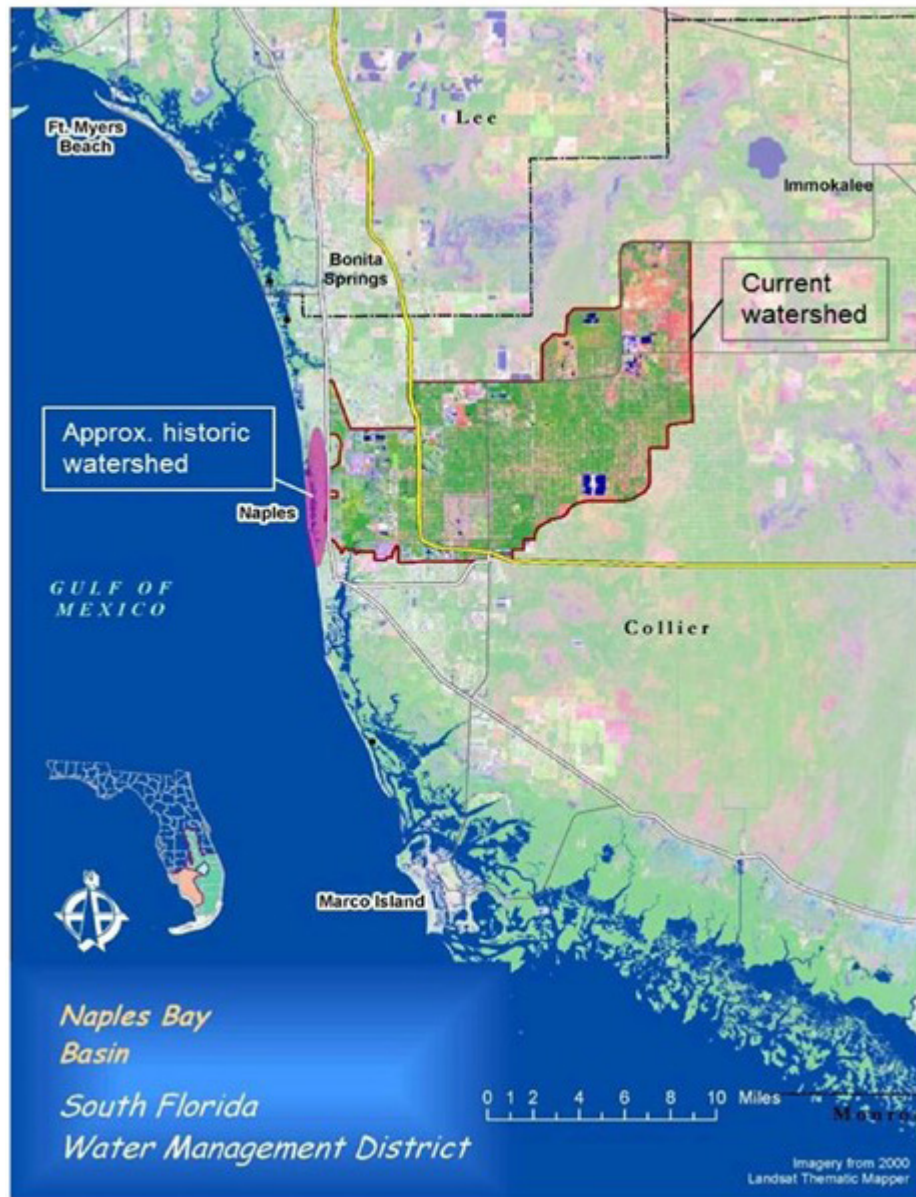 Ft. Myers
Beach
Lee
Immokalee
Bonita
Springs
Current
watershed
Approx. historic
watershed
Naples
GULF OF
MEXICO
Collier
Marco Island
Naples Bay
Basin
South Florida
Water Management District
0 1 2 4 6 8 10 Miles
Imagery from 2000
Landsat Thematic Mapper